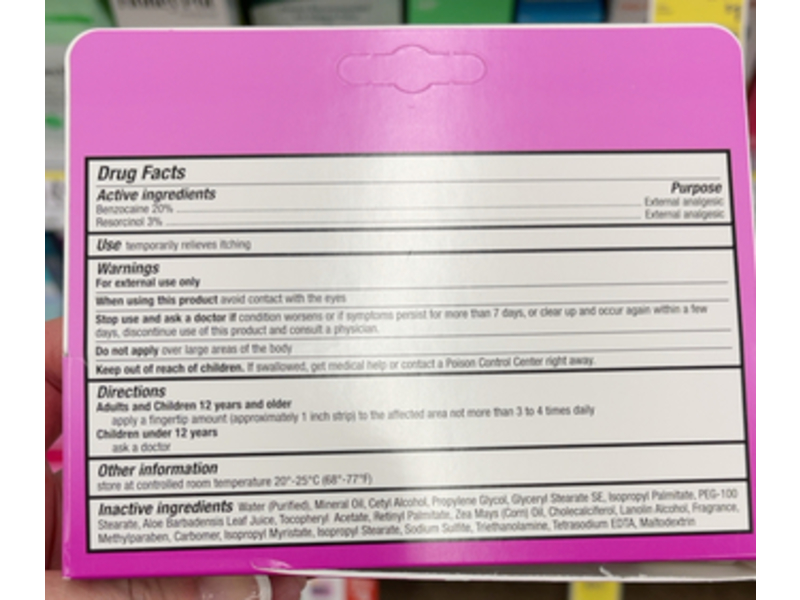 Drug Facts
Active ingredients Purpose
Benzocaine 20% External analgesic
Resorcinol 3% External analgesic
Use temporarily relieves itching
Warnings
For external use only
When using this product avoid contact with the eyes
Stop use and ask a doctor if condition worsens or if symptoms persist for more than 7 days, or clear up and occur again within a few
days, discontinue use of this product and consult a physician.
Do not apply over large areas of the body
Keep out of reach of children. If swallowed, get medical help or contact a Poison Control Center right away.
Directions
Adults and Children 12 years and older
apply a fingertip amount (approximately 1 inch strip) to the affected area not more than 3 to 4 times daily
Children under 12 years
ask a doctor
Other information
store at controlled room temperature 20°-25°C (68°-77°F)
Inactive ingredients Water (Purified), Mineral Oil, Cetyl Alcohol, Propylene Glycol, Glyceryl Stearate SE, Isopropyl Palmitate, PEG-100
Stearate, Aloe Barbadensis Leaf Juice, Tocopheryl Acetate, Retinyl Palmitate, Zea Mays (Corn) Oil, Cholecalciferol, Lanolin Alcohol, Fragrance,
Methylparaben, Carbomer, Isopropyl Myristate, Isopropyl Stearate, Sodium Sulfite, Triethanolamine, Tetrasodium EDTA, Maltodextrin